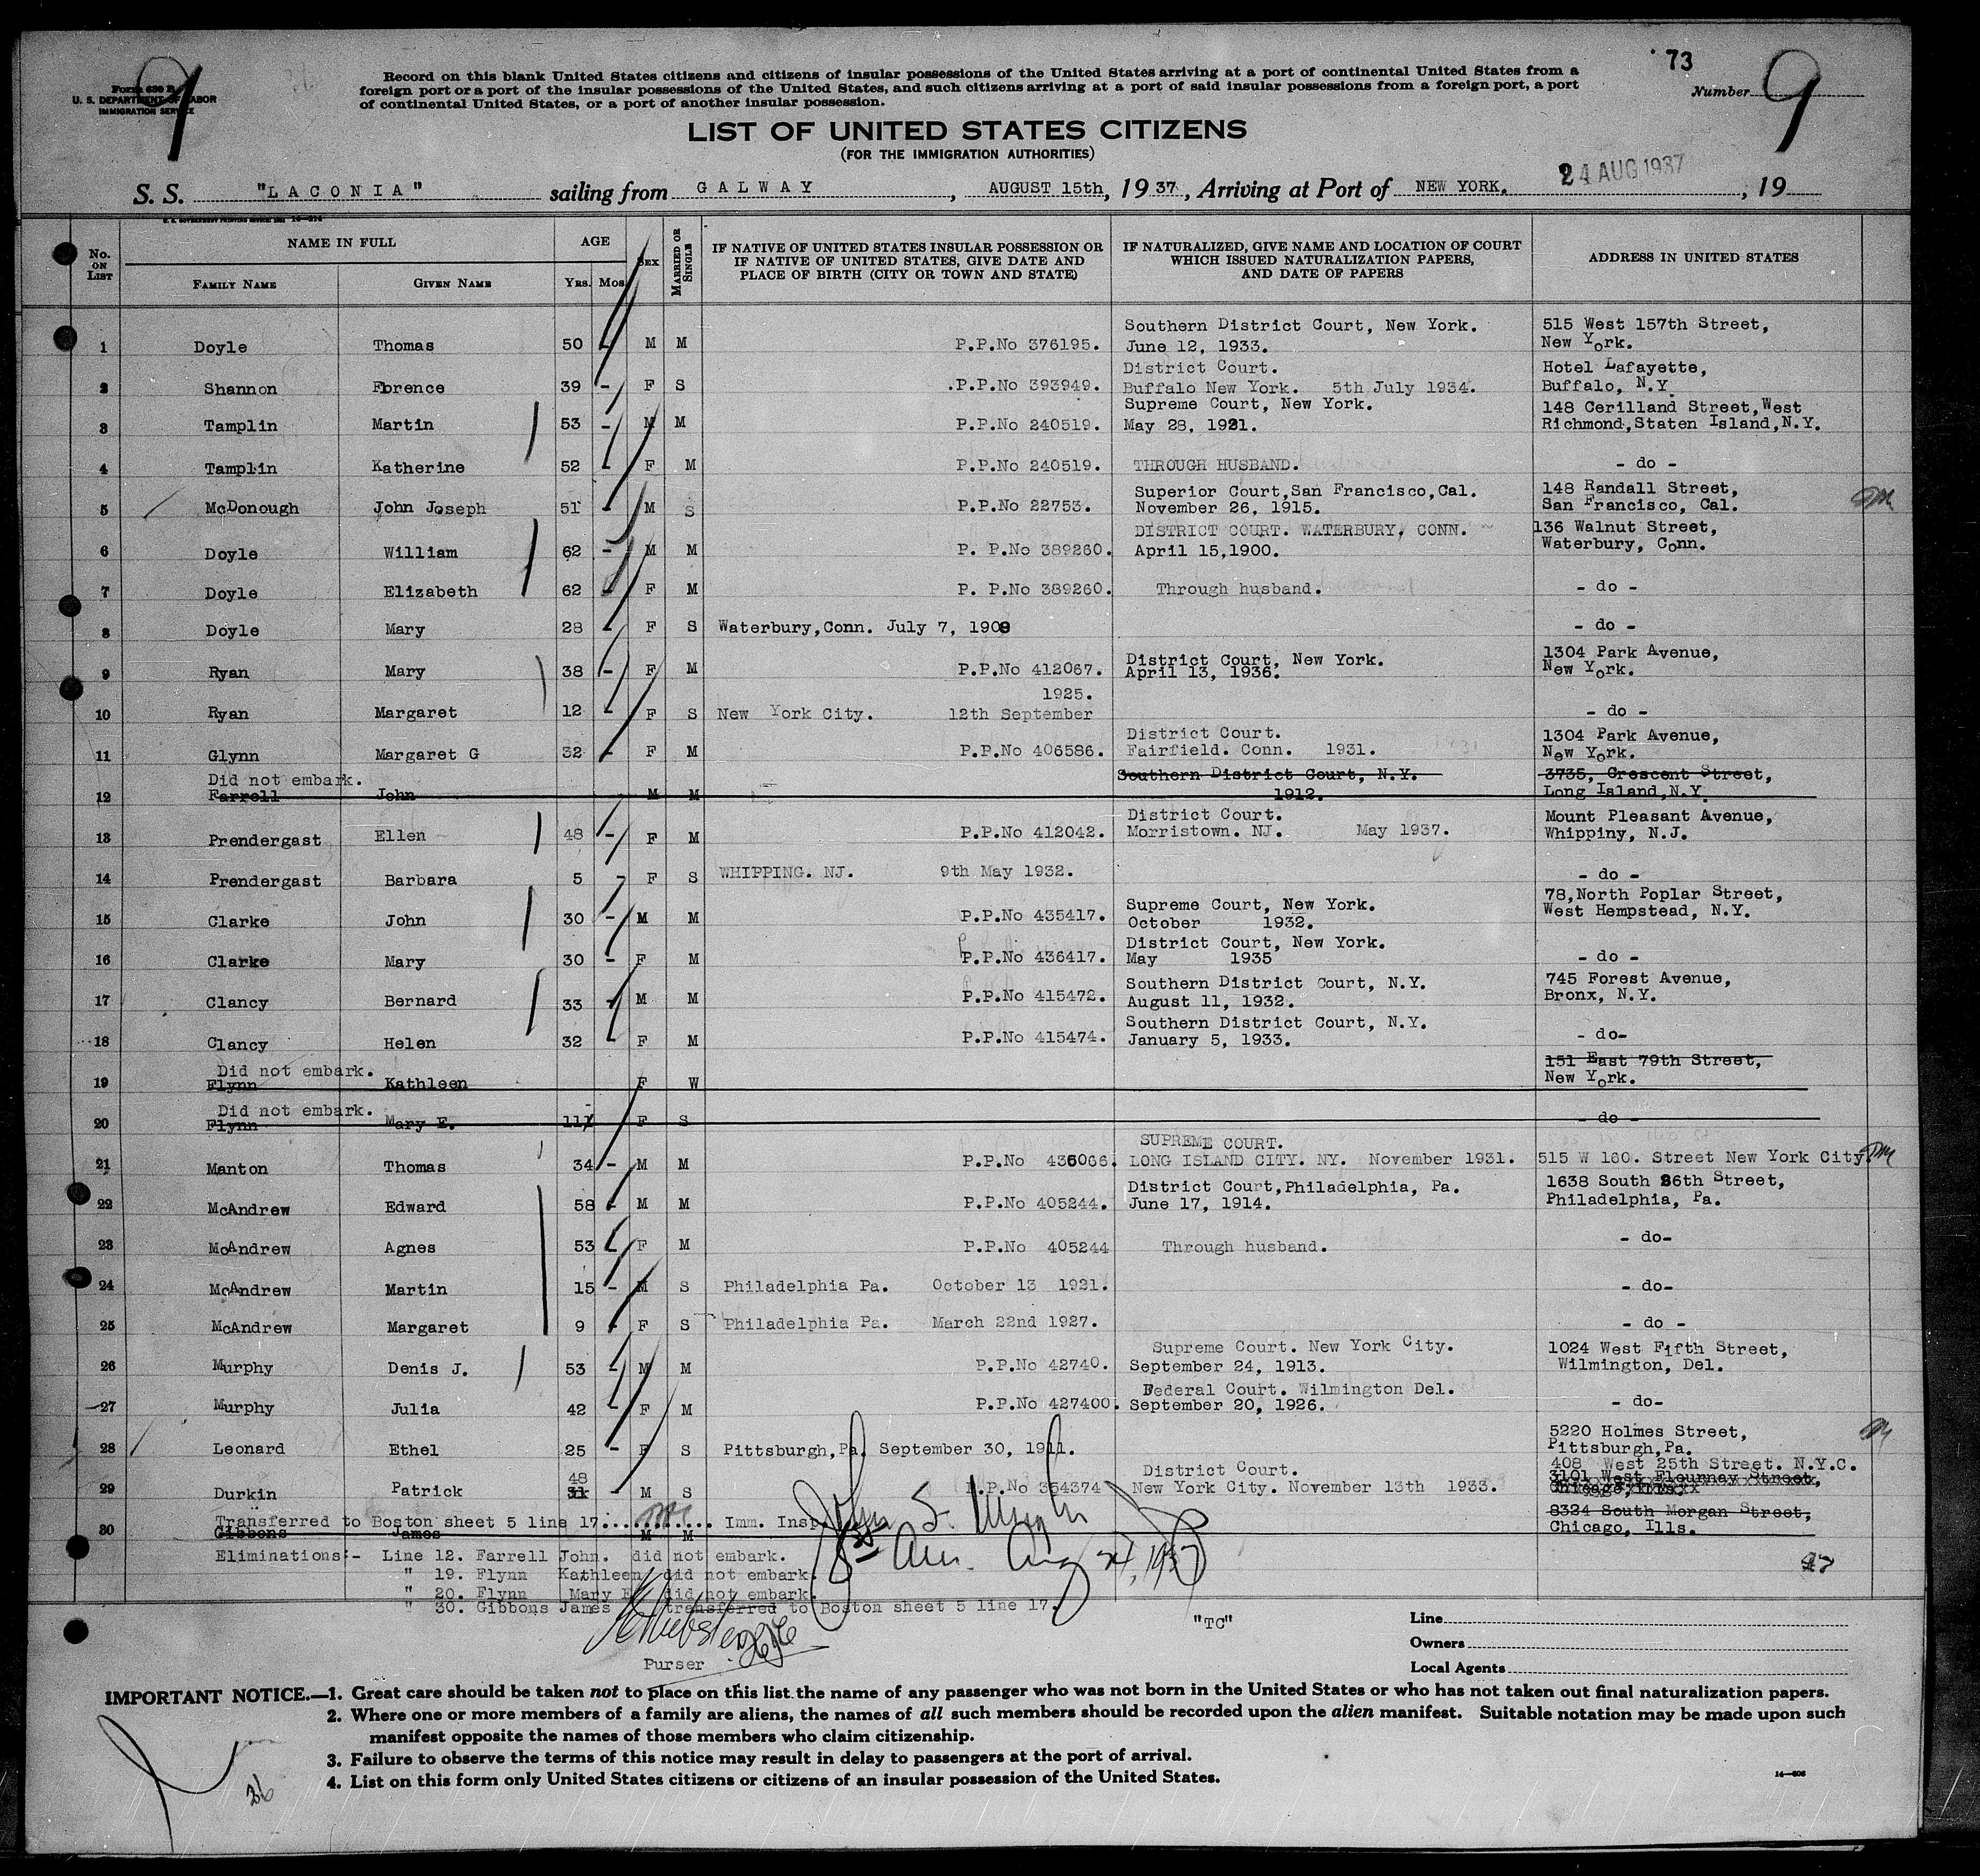 73
Form 630 B
U. S. DEPARTMENT OF LABOR
IMMIGRATION SERVICE
9
Record on this blank United States citizens and citizens of insular possessions of the United States arriving at a port of continental United States from a
foreign port or a port of the insular possessions of the United States, and such citizens arriving at a port of said insular possessions from a foreign port, a port
of continental United States, or a port of another insular possession.
Number 9
LIST OF UNITED STATES CITIZENS
(FOR THE IMMIGRATION AUTHORITIES)
S. S. "LACONIA" sailing from GALWAY, AUGUST 15th, 1937, Arriving at Port of NEW YORK. 24 AUG 1937, 19
No. ON LIST NAME IN FULL AGE SEX MARRIED OR SINGLE IF NATIVE OF UNITED STATES INSULAR POSSESSION OR IF NATIVE OF UNITED STATES, GIVE DATE AND PLACE OF BIRTH (CITY OR TOWN AND STATE) IF NATURALIZED, GIVE NAME AND LOCATION OF COURT WHICH ISSUED NATURALIZATION PAPERS, AND DATE OF PAPERS ADDRESS IN UNITED STATES
FAMILY NAME GIVEN NAME YRS. MOS.
1 Doyle Thomas 50 - M M P.P.No 376195. Southern District Court, New York. June 12, 1933. 515 West 157th Street, New York.
2 Shannon Florence 39 - F S .P.P.No 393949. District Court. Buffalo New York. 5th July 1934. Hotel Lafayette, Buffalo, N.Y
3 Tamplin Martin 53 - M M P.P.No 240519. Supreme Court, New York. May 28, 1921. 148 Cerilland Street, West Richmond, Staten Island, N.Y.
4 Tamplin Katherine 52 - F M P.P.No 240519. THROUGH HUSBAND. - do -
5 McDonough John Joseph 51 - M S P.P.No 22753. Superior Court, San Francisco, Cal. November 26, 1915. 148 Randall Street, San Francisco, Cal.
6 Doyle William 62 - M M P. P.No 389260. DISTRICT COURT. WATERBURY, CONN. April 15, 1900. 136 Walnut Street, Waterbury, Conn.
7 Doyle Elizabeth 62 - F M P. P.No 389260. Through husband. - do -
8 Doyle Mary 28 - F S Waterbury, Conn. July 7, 1909 - do -
9 Ryan Mary 38 - F M P.P.No 412067. District Court, New York. April 13, 1936. 1304 Park Avenue, New York.
10 Ryan Margaret 12 - F S New York City. 12th September 1925. - do -
11 Glynn Margaret G 32 - F M P.P.No 406586. District Court. Fairfield. Conn. 1931. 1304 Park Avenue, New York.
Did not embark.
12 Farrell John M M Southern District Court, N.Y. 1912. 3735, Crescent Street, Long Island, N.Y.
13 Prendergast Ellen 48 - F M P.P.No 412042. District Court. Morristown. NJ. May 1937. Mount Pleasant Avenue, Whippiny, N.J.
14 Prendergast Barbara 5 - F S WHIPPING. NJ. 9th May 1932. - do -
15 Clarke John 30 - M M P.P.No 435417. Supreme Court, New York. October 1932. 78, North Poplar Street, West Hempstead, N.Y.
16 Clarke Mary 30 - F M P.P.No 436417. District Court, New York. May 1935 - do -
17 Clancy Bernard 33 - M M P.P.No 415472. Southern District Court, N.Y. August 11, 1932. 745 Forest Avenue, Bronx, N.Y.
18 Clancy Helen 32 - F M P.P.No 415474. Southern District Court, N.Y. January 5, 1933. - do-
Did not embark.
19 Flynn Kathleen F W 151 East 79th Street, New York.
Did not embark.
20 Flynn Mary E. 11 F S - do -
21 Manton Thomas 34 - M M P.P.No 436066. SUPREME COURT. LONG ISLAND CITY. NY. November 1931. 515 W 160. Street New York City
22 McAndrew Edward 58 - M M P.P.No 405244. District Court, Philadelphia, Pa. June 17, 1914. 1638 South 26th Street, Philadelphia, Pa.
23 McAndrew Agnes 53 - F M P.P.No 405244 Through husband. - do-
24 McAndrew Martin 15 - M S Philadelphia Pa. October 13 1921. - do-
25 McAndrew Margaret 9 - F S Philadelphia Pa. March 22nd 1927. - do -
26 Murphy Denis J. 53 - M M P.P.No 42740. Supreme Court. New York City. September 24, 1913. 1024 West Fifth Street, Wilmington, Del.
27 Murphy Julia 42 - F M P.P.No 427400. Federal Court. Wilmington Del. September 20, 1926. - do-
28 Leonard Ethel 25 - F S Pittsburgh, Pa. September 30, 1911. 5220 Holmes Street, Pittsburgh, Pa.
29 Durkin Patrick 48 31 - M S P.P.No 354374 District Court. New York City. November 13th 1933. 408 West 25th Street. N.Y.C. 3101 West Flournay Street, Chicago, Ills.
Transferred to Boston sheet 5 line 17............ Imm. Insp.
30 Gibbons James M M 8324 South Morgan Street, Chicago, Ills.
Eliminations:- Line 12. Farrell John. did not embark.
" 19. Flynn Kathleen did not embark.
" 20. Flynn Mary E did not embark.
" 30. Gibbons James transferred to Boston sheet 5 line 17.
Aug 24, 1937
Purser
"TC"
Line
Owners
Local Agents
IMPORTANT NOTICE.—1. Great care should be taken not to place on this list the name of any passenger who was not born in the United States or who has not taken out final naturalization papers.
2. Where one or more members of a family are aliens, the names of all such members should be recorded upon the alien manifest. Suitable notation may be made upon such
manifest opposite the names of those members who claim citizenship.
3. Failure to observe the terms of this notice may result in delay to passengers at the port of arrival.
4. List on this form only United States citizens or citizens of an insular possession of the United States.
26